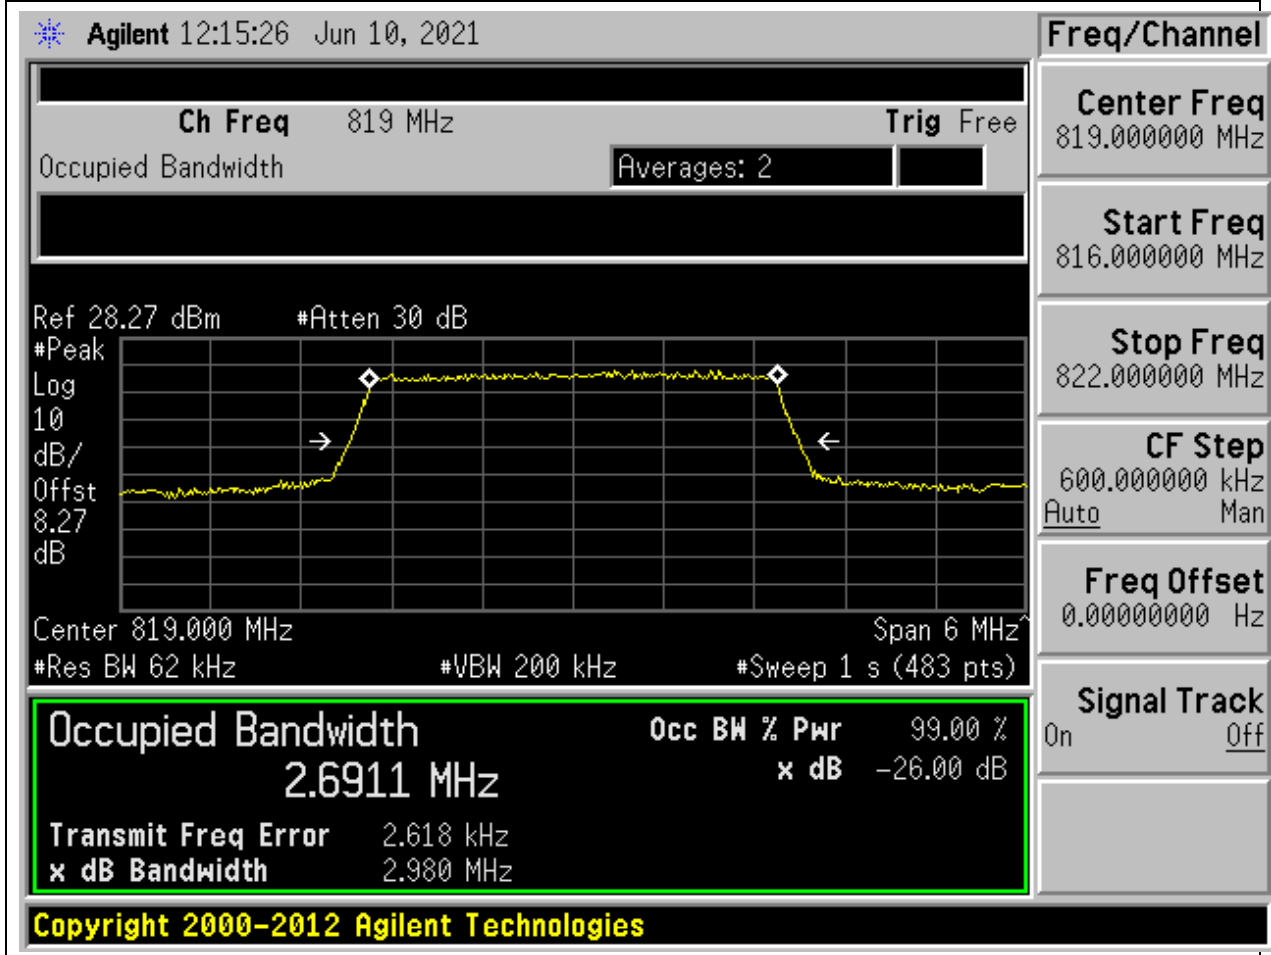 Agilent 12:15:26 Jun 10, 2021
Freq/Channel
Ch Freq 819 MHz Trig Free
Occupied Bandwidth Averages: 2
Center Freq
819.000000 MHz
Start Freq
816.000000 MHz
Stop Freq
822.000000 MHz
CF Step
600.000000 kHz
Auto Man
Freq Offset
0.00000000 Hz
Signal Track
On Off
Ref 28.27 dBm #Atten 30 dB
#Peak
Log
10
dB/
Offst
8.27
dB
Center 819.000 MHz Span 6 MHz^
#Res BW 62 kHz #VBW 200 kHz #Sweep 1 s (483 pts)
Occupied Bandwidth
2.6911 MHz
Occ BW % Pwr 99.00 %
x dB -26.00 dB
Transmit Freq Error 2.618 kHz
x dB Bandwidth 2.980 MHz
Copyright 2000-2012 Agilent Technologies